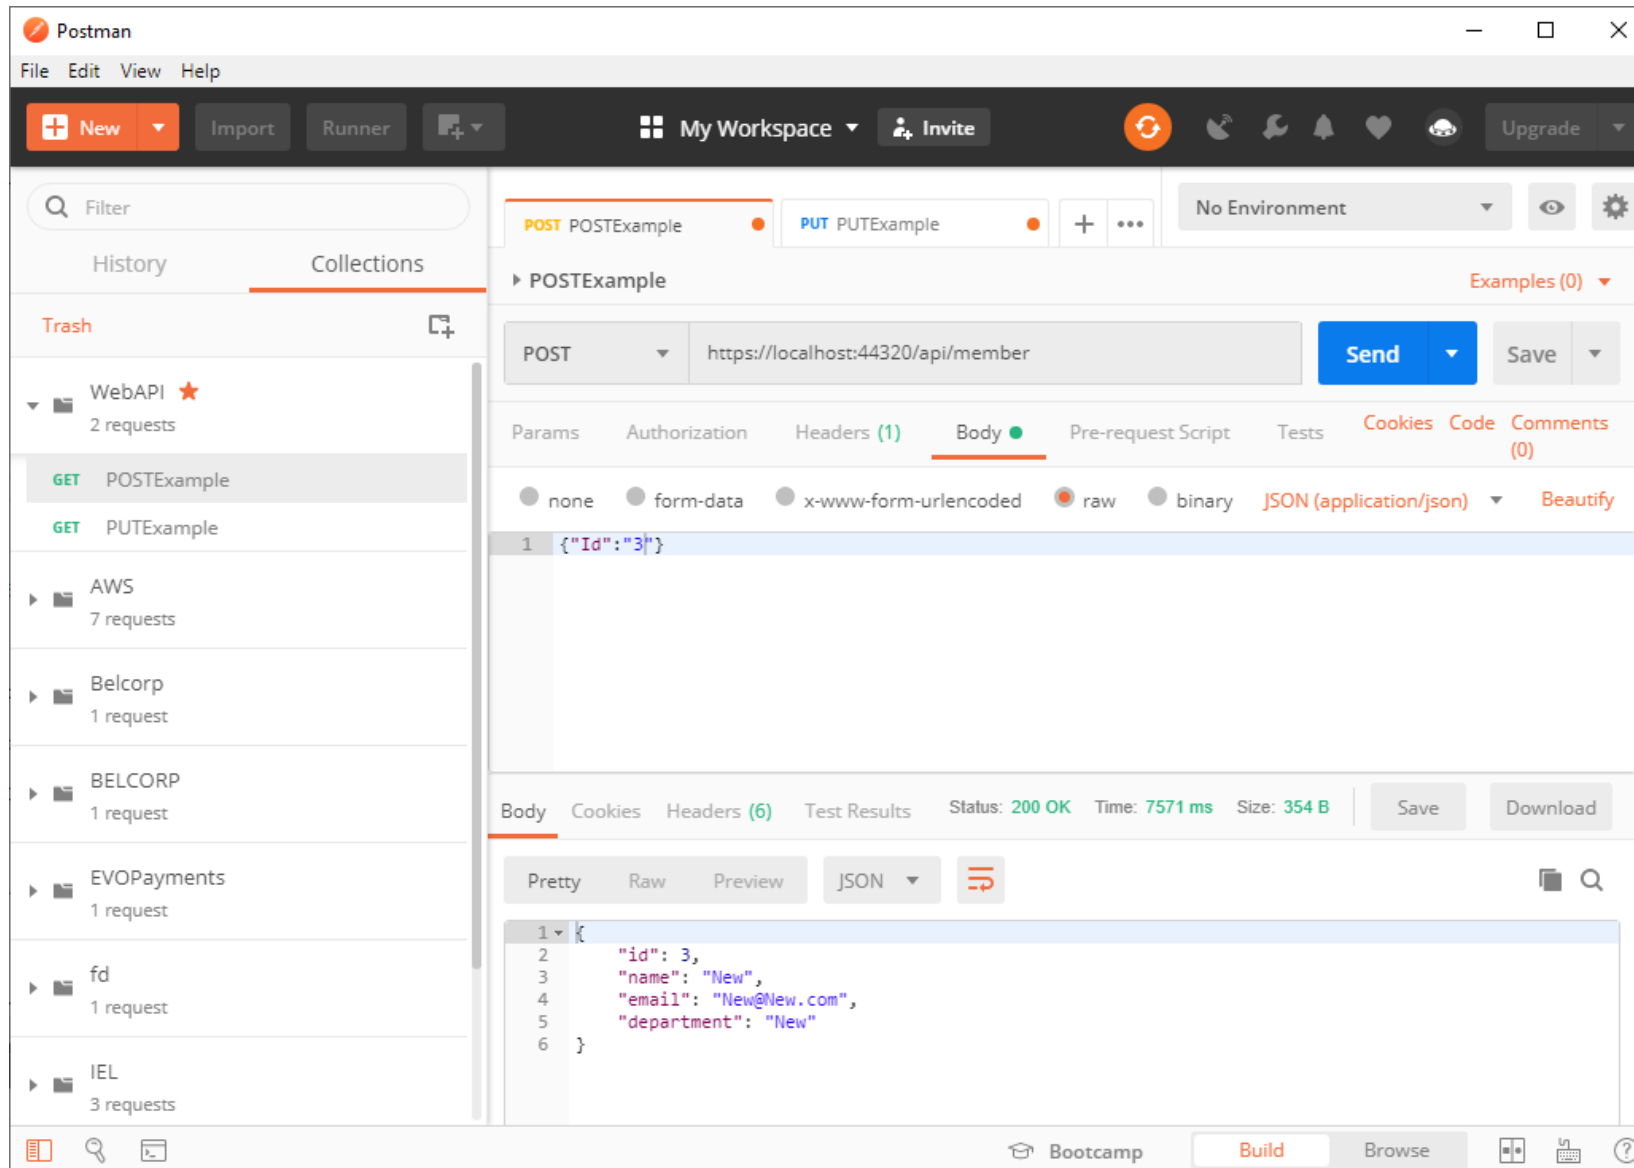 Postman
File Edit View Help
New Import Runner My Workspace Invite Upgrade
Filter
History Collections
Trash
WebAPI
2 requests
GET POSTExample
GET PUTExample
AWS
7 requests
Belcorp
1 request
BELCORP
1 request
EVOPayments
1 request
fd
1 request
IEL
3 requests
POST POSTExample PUT PUTExample No Environment
POSTExample Examples (0)
POST https://localhost:44320/api/member Send Save
Params Authorization Headers (1) Body Pre-request Script Tests Cookies Code Comments
(0)
none form-data x-www-form-urlencoded raw binary JSON (application/json) Beautify
1 {"Id":"3"}
Body Cookies Headers (6) Test Results Status: 200 OK Time: 7571 ms Size: 354 B Save Download
Pretty Raw Preview JSON
1 {
2 "id": 3,
3 "name": "New",
4 "email": "New@New.com",
5 "department": "New"
6 }
Bootcamp Build Browse